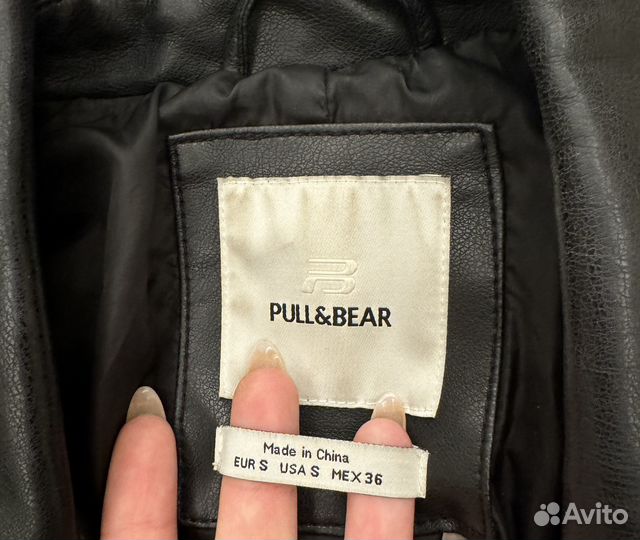 PULL&BEAR
Made in China
EUR S USA S MEX 36
Avito